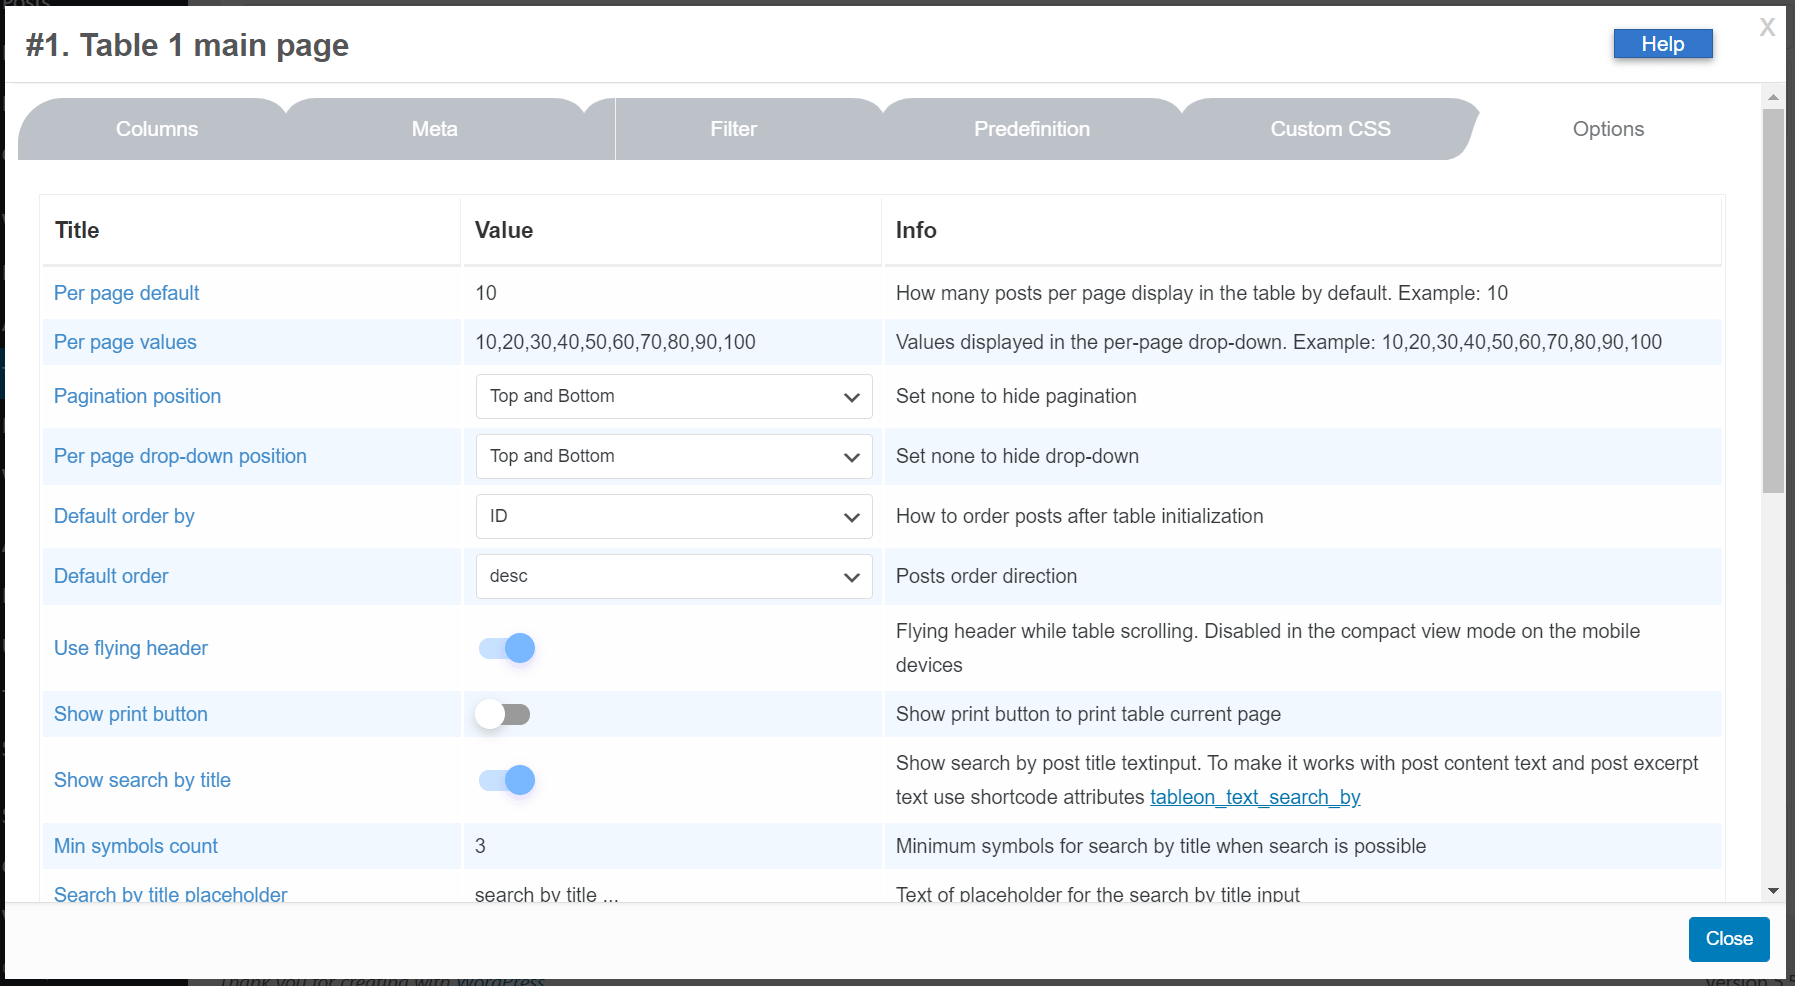 #1. Table 1 main page
Help
X
Columns
Meta
Filter
Predefinition
Custom CSS
Options
Title
Value
Info
Per page default
10
How many posts per page display in the table by default. Example: 10
Per page values
10,20,30,40,50,60,70,80,90,100
Values displayed in the per-page drop-down. Example: 10,20,30,40,50,60,70,80,90,100
Pagination position
Top and Bottom
Set none to hide pagination
Per page drop-down position
Top and Bottom
Set none to hide drop-down
Default order by
ID
How to order posts after table initialization
Default order
desc
Posts order direction
Use flying header
Flying header while table scrolling. Disabled in the compact view mode on the mobile
devices
Show print button
Show print button to print table current page
Show search by title
Show search by post title textinput. To make it works with post content text and post excerpt
text use shortcode attributes tableon_text_search_by
Min symbols count
3
Minimum symbols for search by title when search is possible
Search by title placeholder
search by title ...
Text of placeholder for the search by title input
Close
Thank you for creating with WordPress